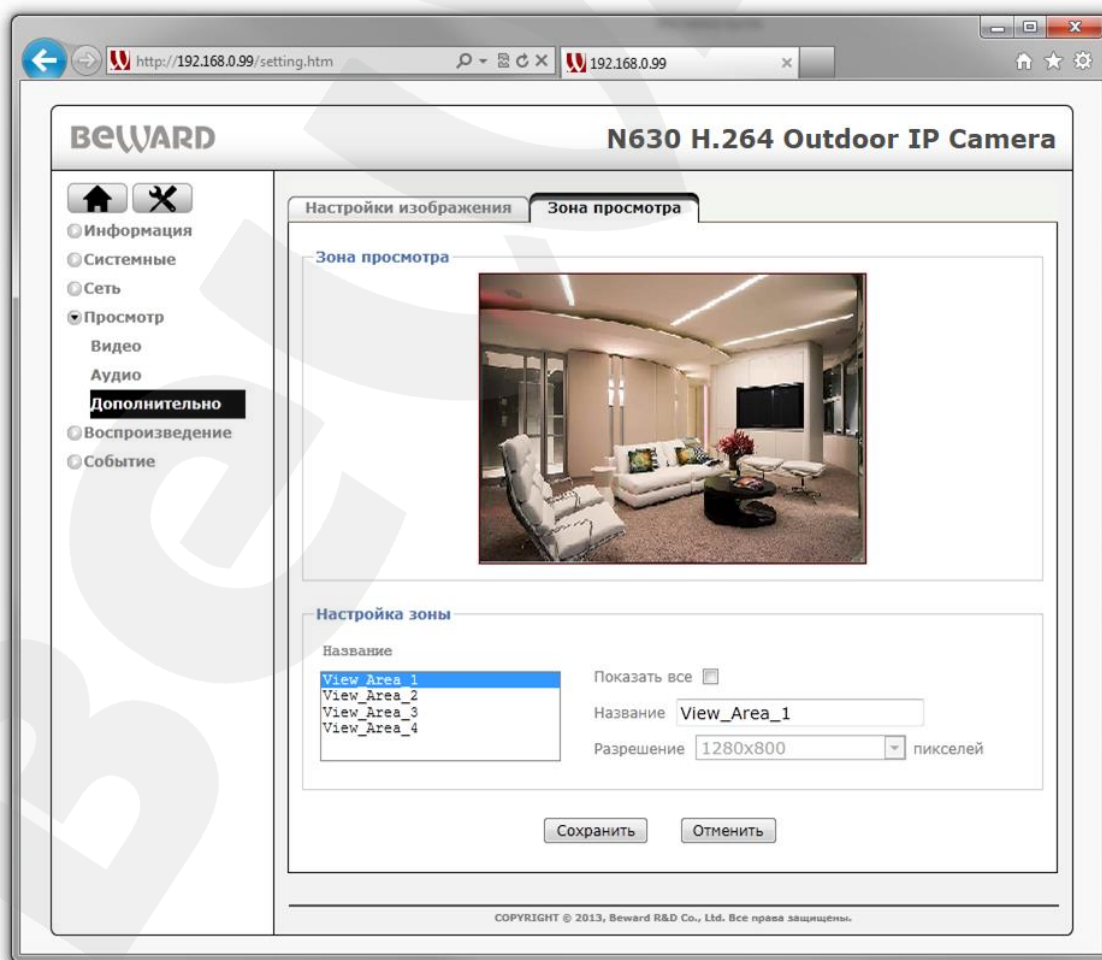 http://192.168.0.99/setting.htm
192.168.0.99
BEWARD
N630 H.264 Outdoor IP Camera
Настройки изображения
Зона просмотра
Информация
Системные
Сеть
Просмотр
Видео
Аудио
Дополнительно
Воспроизведение
Событие
Зона просмотра
Настройка зоны
Название
View_Area_1
View_Area_2
View_Area_3
View_Area_4
Показать все
Название View_Area_1
Разрешение 1280x800 пикселей
Сохранить Отменить
COPYRIGHT © 2013, Beward R&D Co., Ltd. Все права защищены.